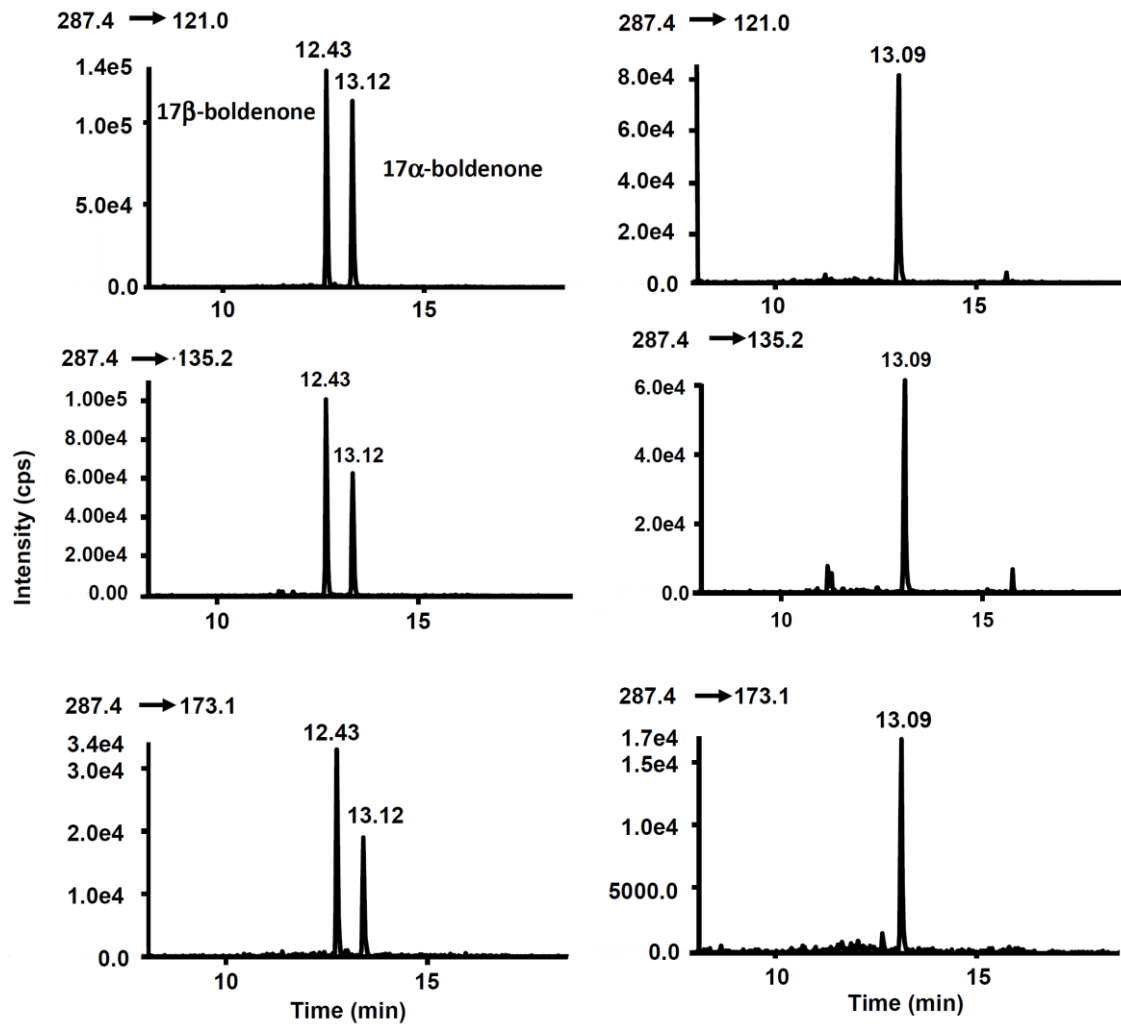 287.4 → 121.0
12.43
13.12
1.4e5
17β-boldenone
1.0e5
17α-boldenone
5.0e4
0.0
10 15
287.4 → 121.0
13.09
8.0e4
6.0e4
4.0e4
2.0e4
0.0
10 15
287.4 → 135.2
12.43
13.12
1.00e5
8.00e4
6.00e4
4.00e4
2.00e4
0.00
10 15
287.4 → 135.2
13.09
6.0e4
4.0e4
2.0e4
0.0
10 15
Intensity (cps)
287.4 → 173.1
12.43
13.12
3.4e4
3.0e4
2.0e4
1.0e4
0.0
10 15
Time (min)
287.4 → 173.1
13.09
1.7e4
1.5e4
1.0e4
5000.0
0.0
10 15
Time (min)